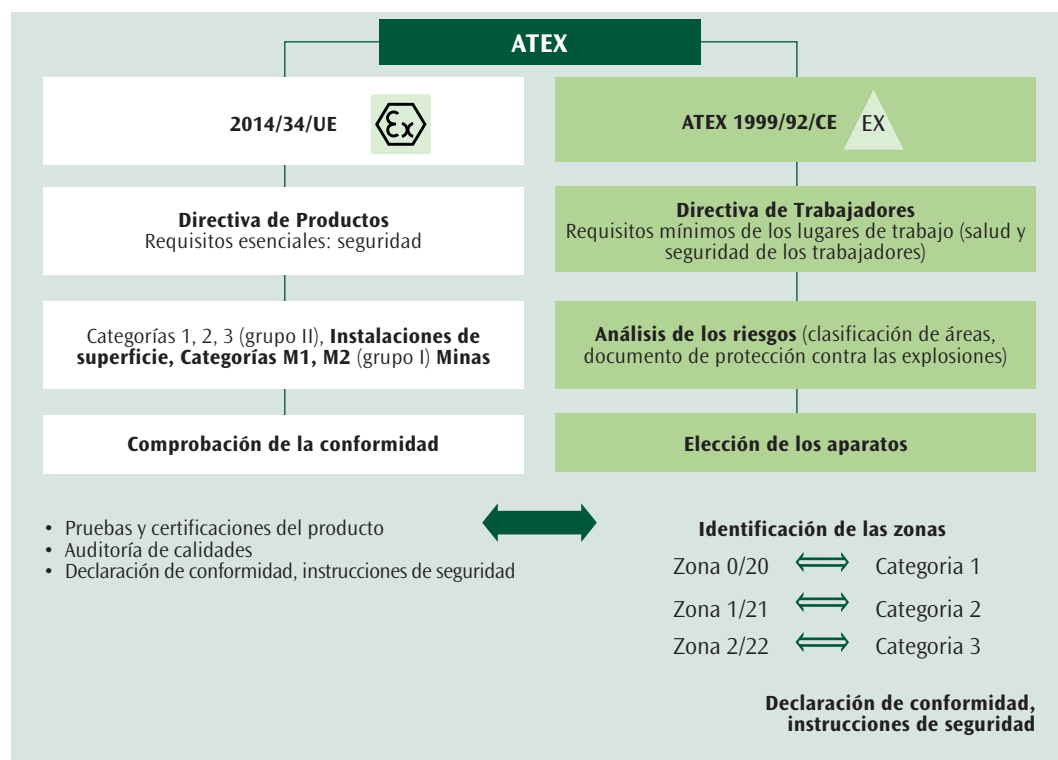 ATEX
2014/34/UE
Ex
Directiva de Productos
Requisitos esenciales: seguridad
Categorías 1, 2, 3 (grupo II), Instalaciones de
superficie, Categorías M1, M2 (grupo I) Minas
Comprobación de la conformidad
• Pruebas y certificaciones del producto
• Auditoría de calidades
• Declaración de conformidad, instrucciones de seguridad
ATEX 1999/92/CE
EX
Directiva de Trabajadores
Requisitos mínimos de los lugares de trabajo (salud y
seguridad de los trabajadores)
Análisis de los riesgos (clasificación de áreas,
documento de protección contra las explosiones)
Elección de los aparatos
Identificación de las zonas
Zona 0/20 Categoria 1
Zona 1/21 Categoria 2
Zona 2/22 Categoria 3
Declaración de conformidad,
instrucciones de seguridad